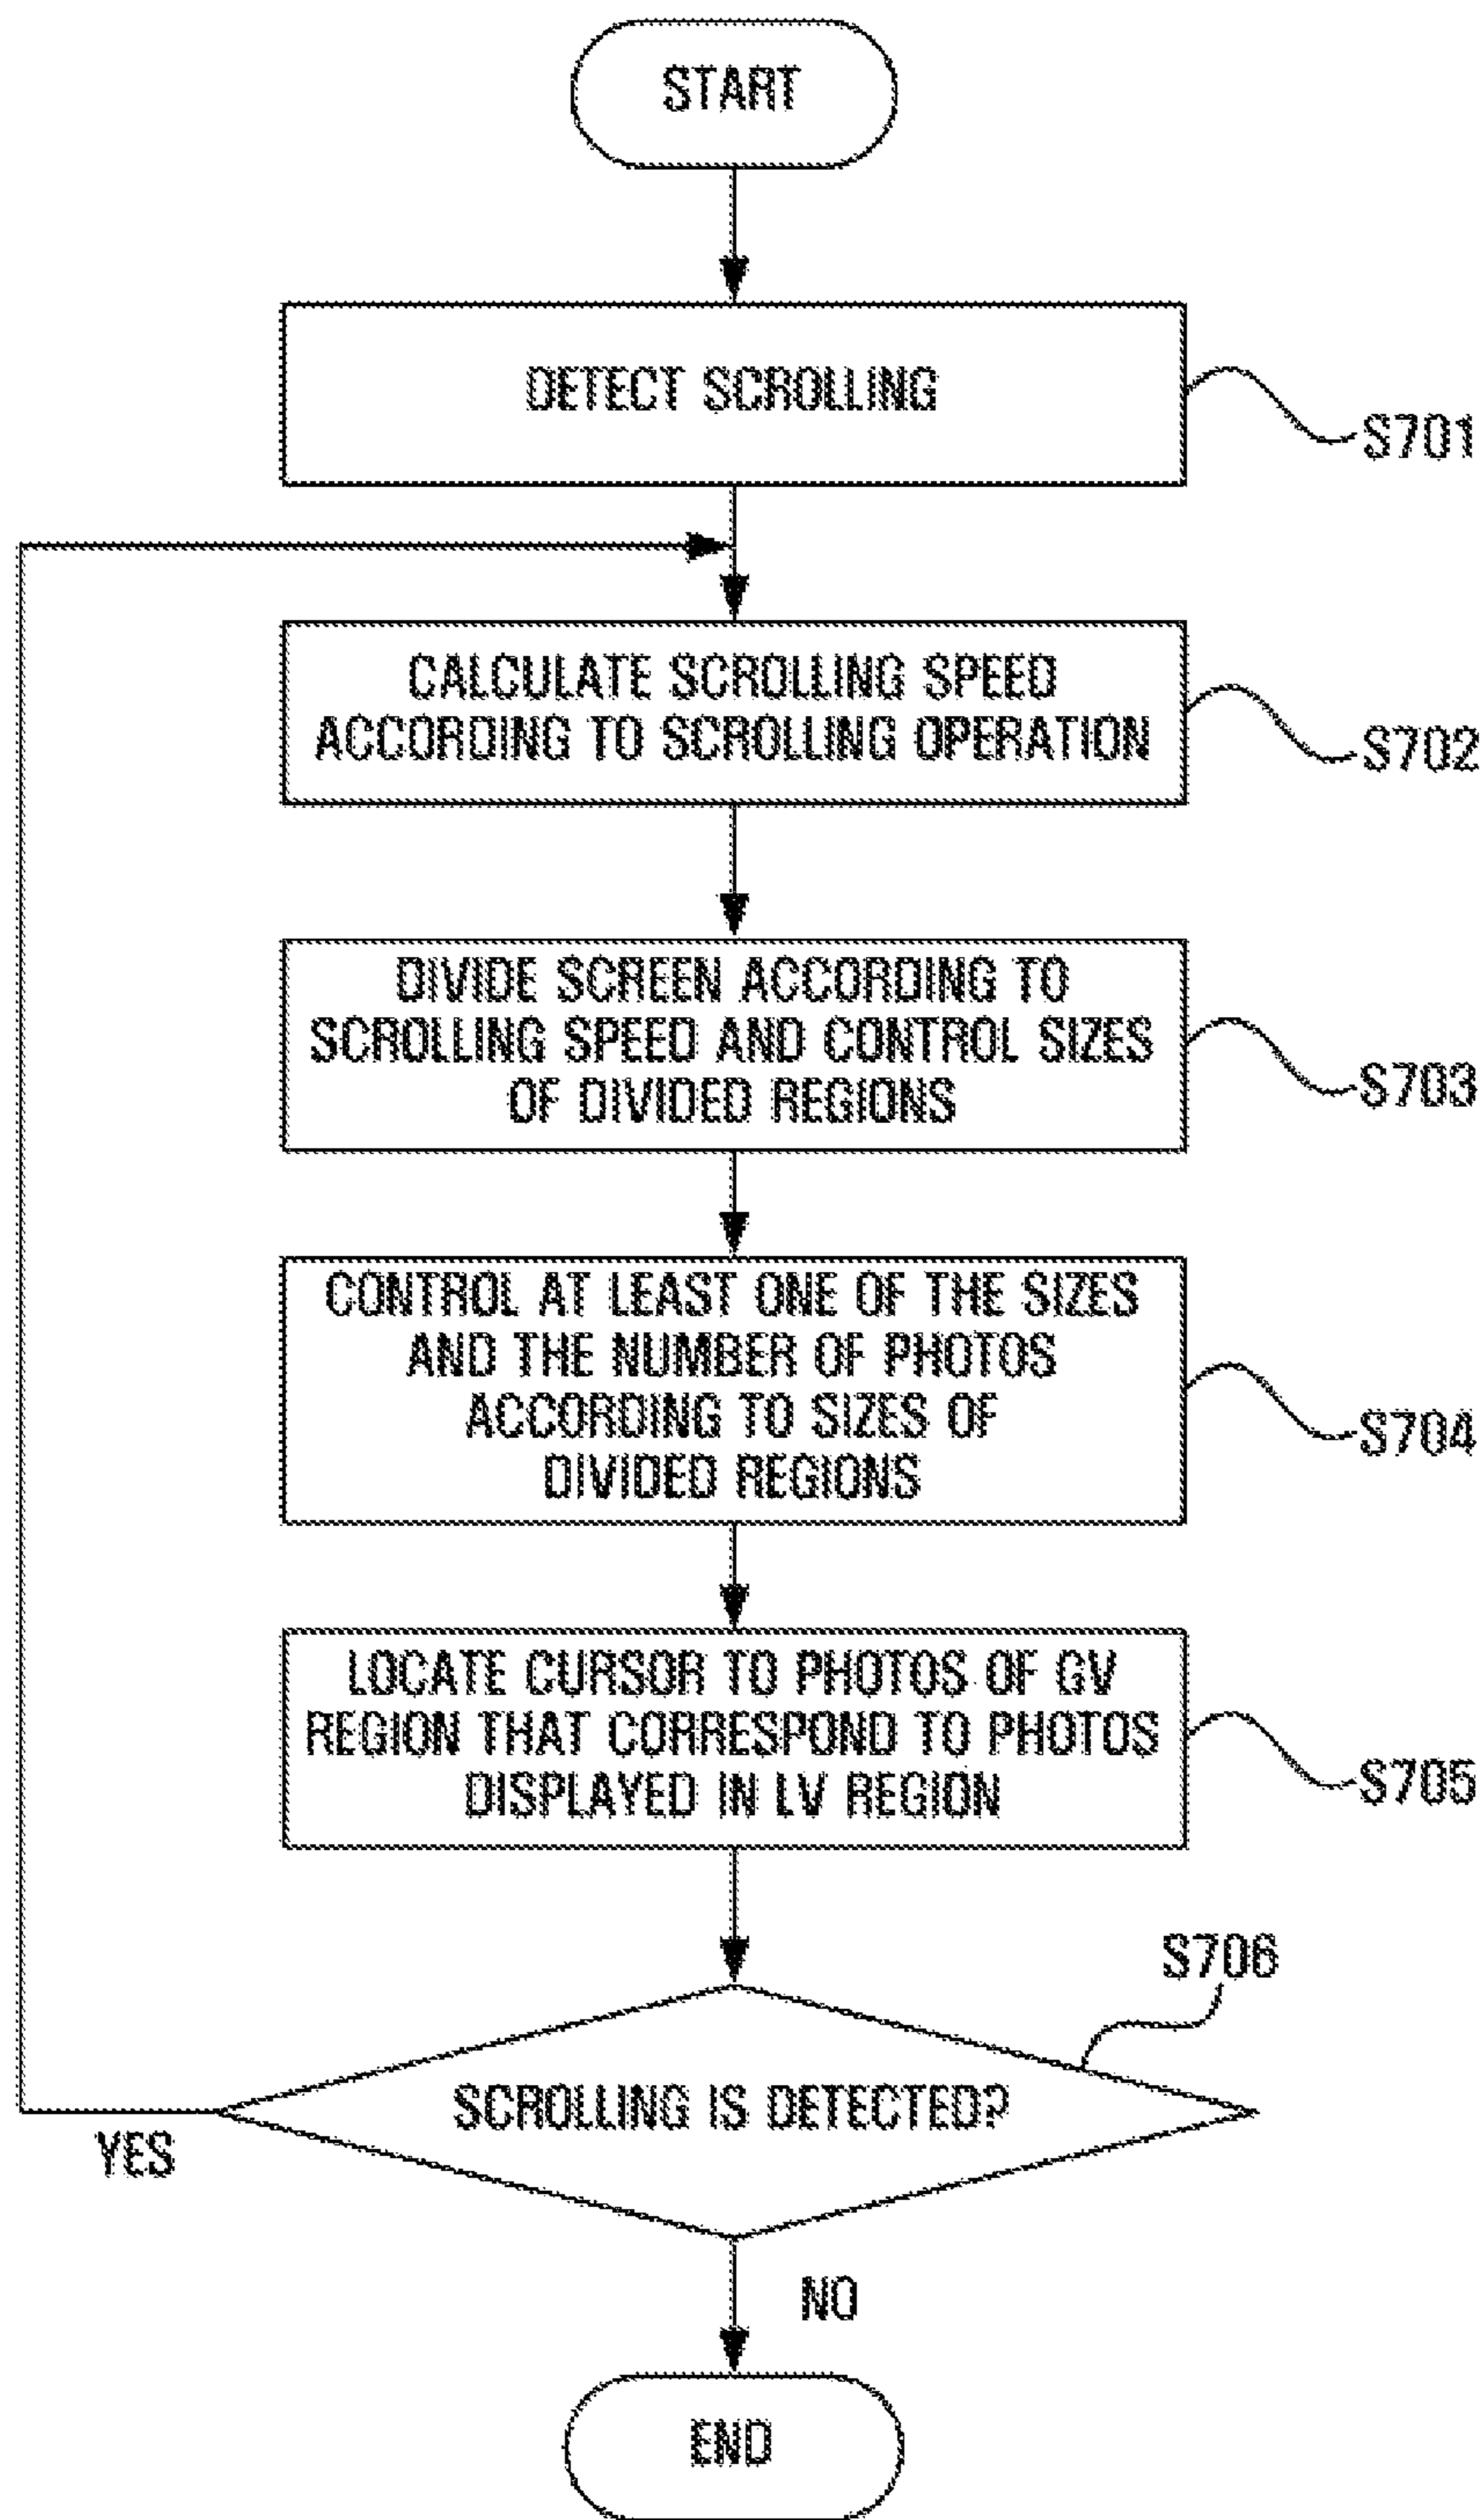 START
DETECT SCROLLING
S701
CALCULATE SCROLLING SPEED
ACCORDING TO SCROLLING OPERATION
S702
DIVIDE SCREEN ACCORDING TO
SCROLLING SPEED AND CONTROL SIZES
OF DIVIDED REGIONS
S703
CONTROL AT LEAST ONE OF THE SIZES
AND THE NUMBER OF PHOTOS
ACCORDING TO SIZES OF
DIVIDED REGIONS
S704
LOCATE CURSOR TO PHOTOS OF GV
REGION THAT CORRESPOND TO PHOTOS
DISPLAYED IN LV REGION
S705
S706
SCROLLING IS DETECTED?
YES
NO
END